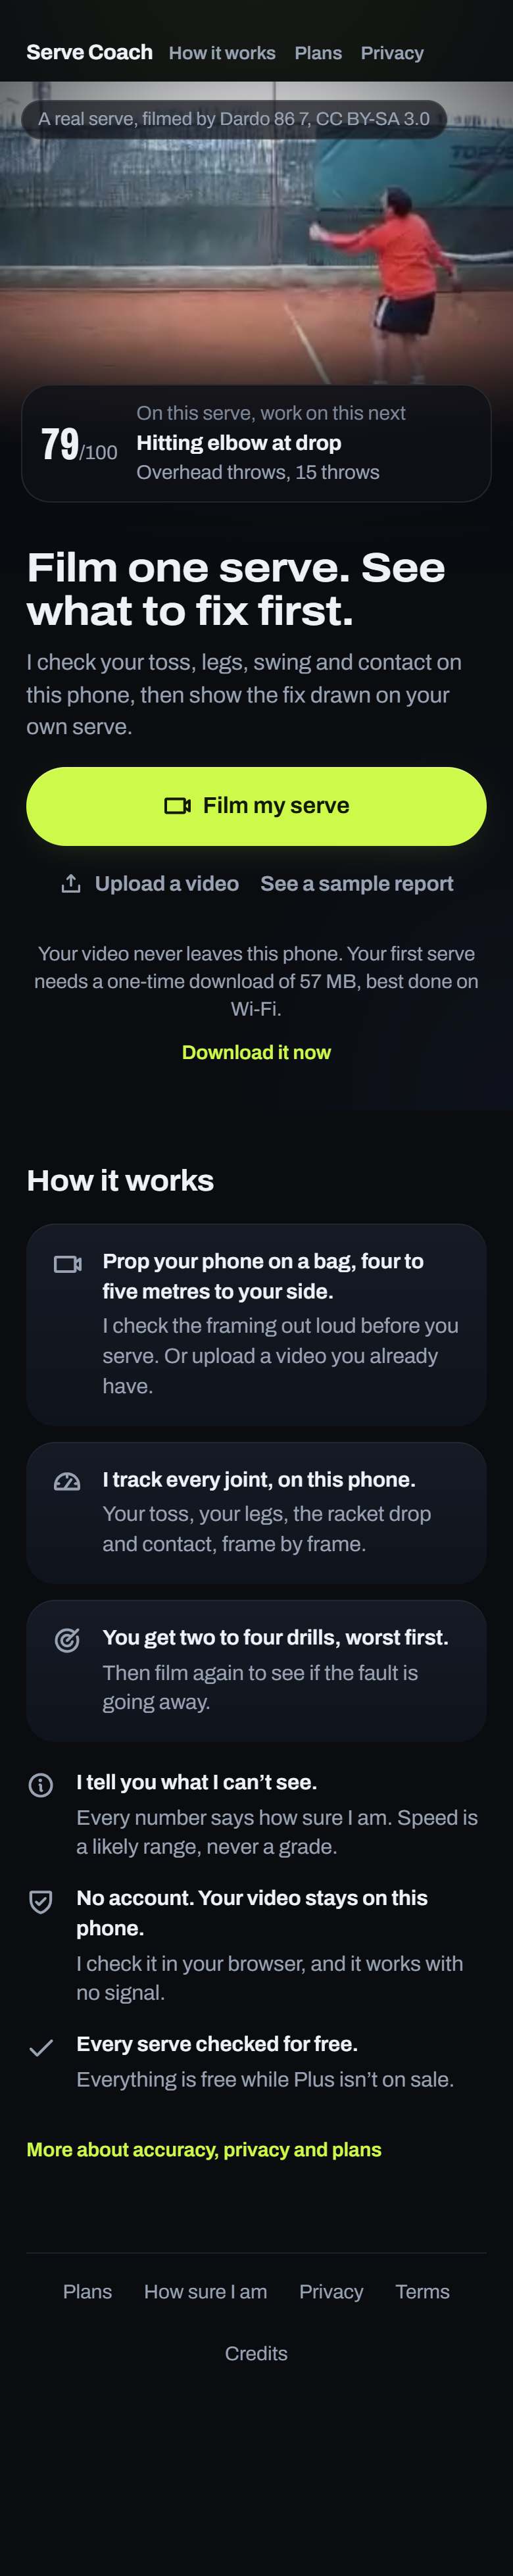 Serve Coach How it works Plans Privacy
A real serve, filmed by Dardo 86 7, CC BY-SA 3.0
On this serve, work on this next
79/100
Hitting elbow at drop
Overhead throws, 15 throws
Film one serve. See
what to fix first.
I check your toss, legs, swing and contact on
this phone, then show the fix drawn on your
own serve.
Film my serve
Upload a video See a sample report
Your video never leaves this phone. Your first serve
needs a one-time download of 57 MB, best done on
Wi-Fi.
Download it now
How it works
Prop your phone on a bag, four to
five metres to your side.
I check the framing out loud before you
serve. Or upload a video you already
have.
I track every joint, on this phone.
Your toss, your legs, the racket drop
and contact, frame by frame.
You get two to four drills, worst first.
Then film again to see if the fault is
going away.
I tell you what I can’t see.
Every number says how sure I am. Speed is
a likely range, never a grade.
No account. Your video stays on this
phone.
I check it in your browser, and it works with
no signal.
Every serve checked for free.
Everything is free while Plus isn’t on sale.
More about accuracy, privacy and plans
Plans How sure I am Privacy Terms
Credits